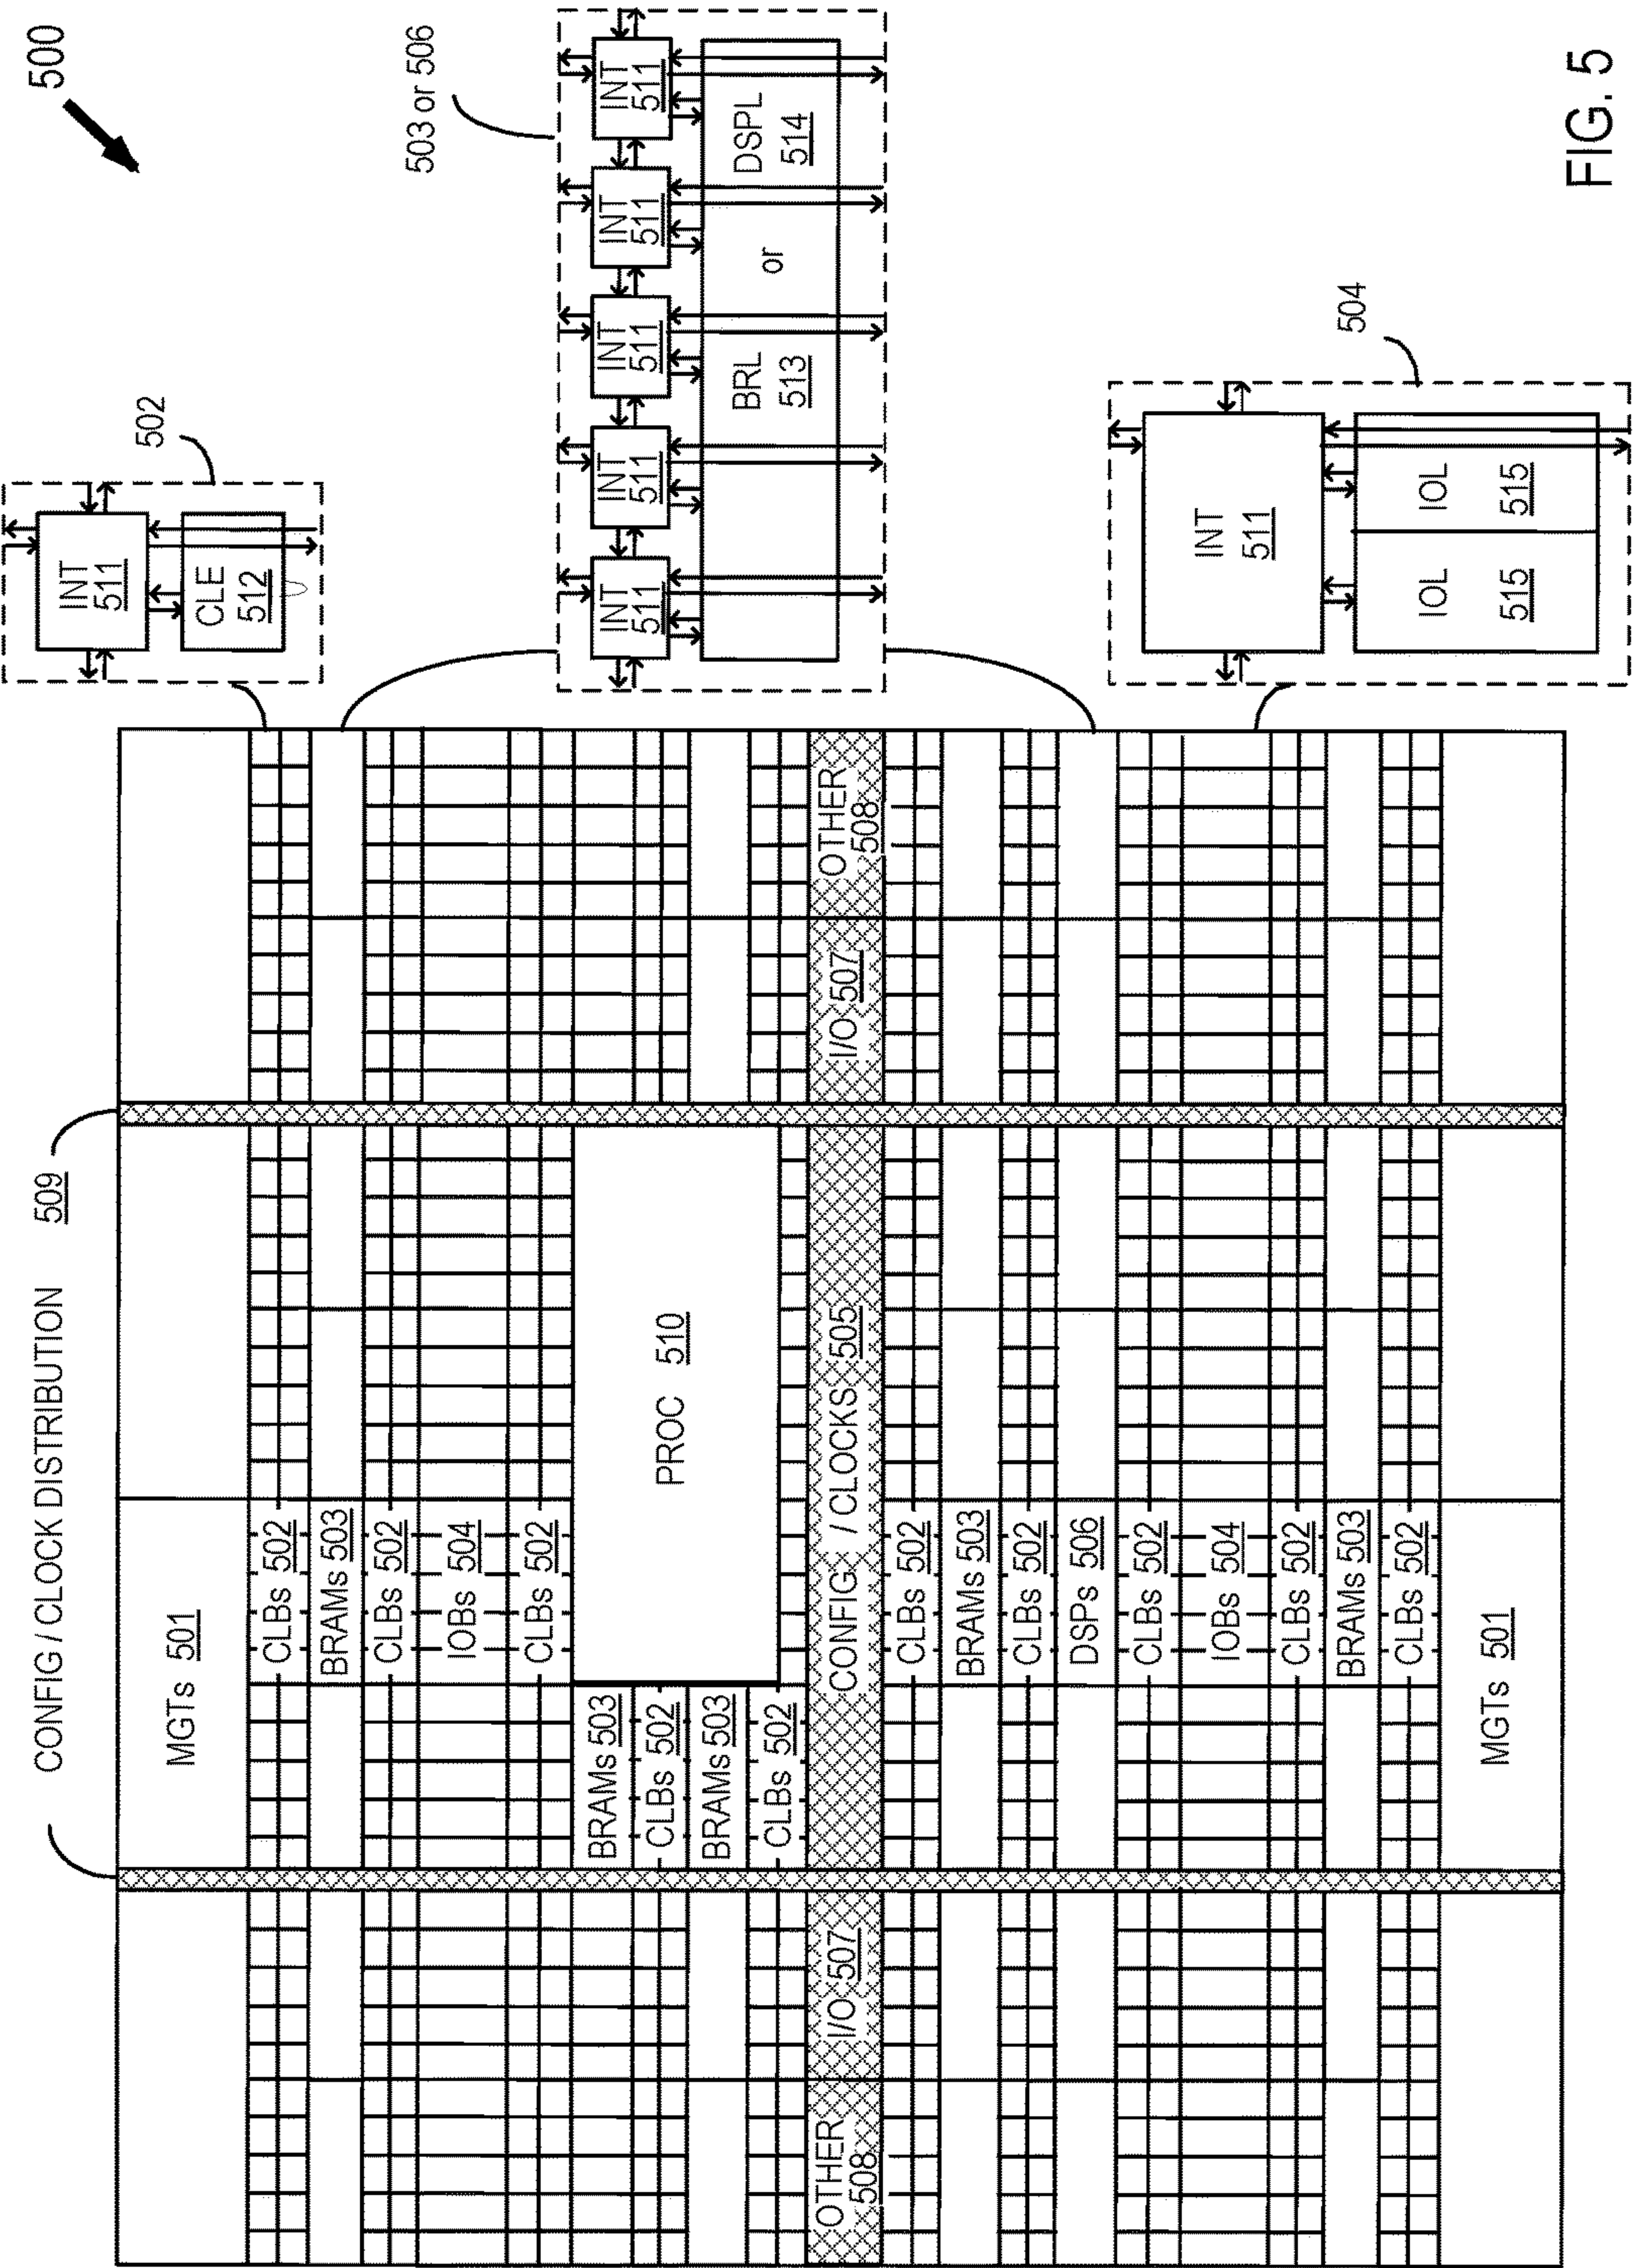 500
CONFIG / CLOCK DISTRIBUTION 509
MGTs 501
CLBs 502
BRAMs 503
CLBs 502
IOBs 504
CLBs 502
BRAMs 503
CLBs 502
BRAMs 503
CLBs 502
PROC 510
OTHER
508
I/O 507
CONFIG / CLOCKS 505
I/O 507
OTHER
508
CLBs 502
BRAMs 503
CLBs 502
DSPs 506
CLBs 502
IOBs 504
CLBs 502
BRAMs 503
CLBs 502
MGTs 501
502
INT
511
CLE
512
503 or 506
INT
511
INT
511
INT
511
INT
511
INT
511
BRL
513
or
DSPL
514
504
INT
511
IOL
515
IOL
515
FIG. 5